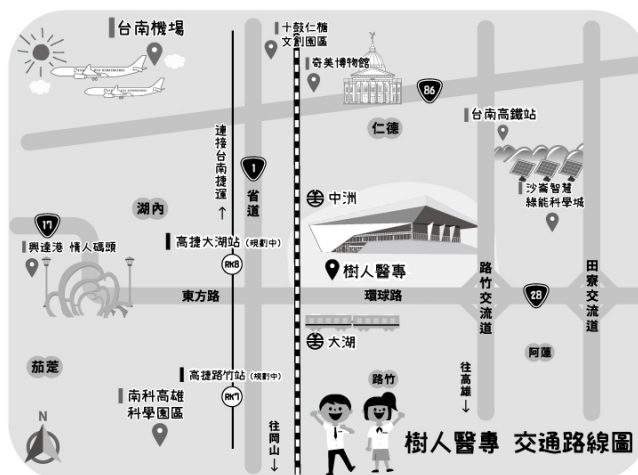 台南機場
十鼓仁糖
文創園區
奇美博物館
86
仁德
台南高鐵站
連接台南捷運→
1
省道
中洲
沙崙智慧
綠能科學城
湖內
17
興達港 情人碼頭
高捷大湖站 (規劃中)
RK8
樹人醫專
東方路
環球路
路竹交流道
28
田寮交流道
大湖
阿蓮
茄萣
高捷路竹站 (規劃中)
RK7
南科高雄
科學園區
路竹
往高雄→
往岡山→
N
樹人醫專 交通路線圖